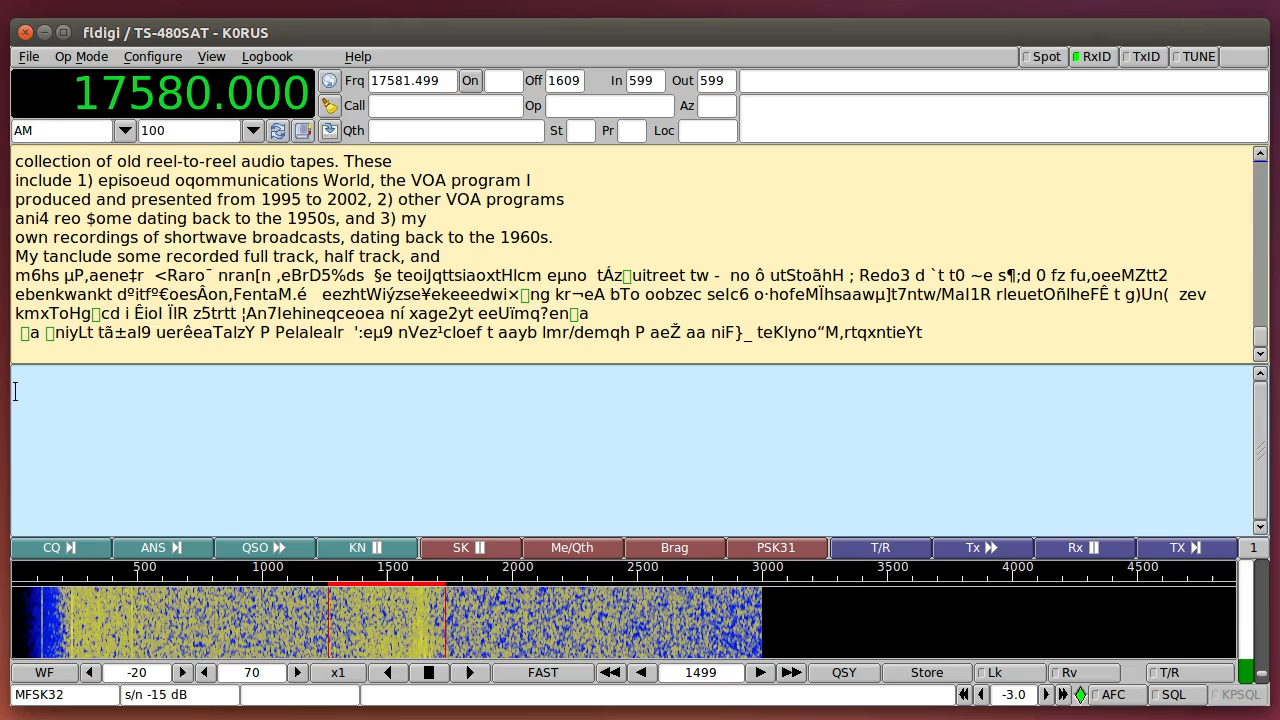 fldigi / TS-480SAT - K0RUS
File Op Mode Configure View Logbook Help Spot RxID TxID TUNE
17580.000 Frq 17581.499 On Off 1609 In 599 Out 599
Call Op Az
AM 100 Qth St Pr Loc
collection of old reel-to-reel audio tapes. These
include 1) episoeud oqommunications World, the VOA program I
produced and presented from 1995 to 2002, 2) other VOA programs
ani4 reo $ome dating back to the 1950s, and 3) my
own recordings of shortwave broadcasts, dating back to the 1960s.
My tanclude some recorded full track, half track, and
CQ ANS QSO KN SK Me/Qth Brag PSK31 T/R Tx Rx TX 1
500 1000 1500 2000 2500 3000 3500 4000 4500
WF -20 70 x1 FAST 1499 QSY Store Lk Rv T/R
MFSK32 s/n -15 dB -3.0 AFC SQL KPSQL